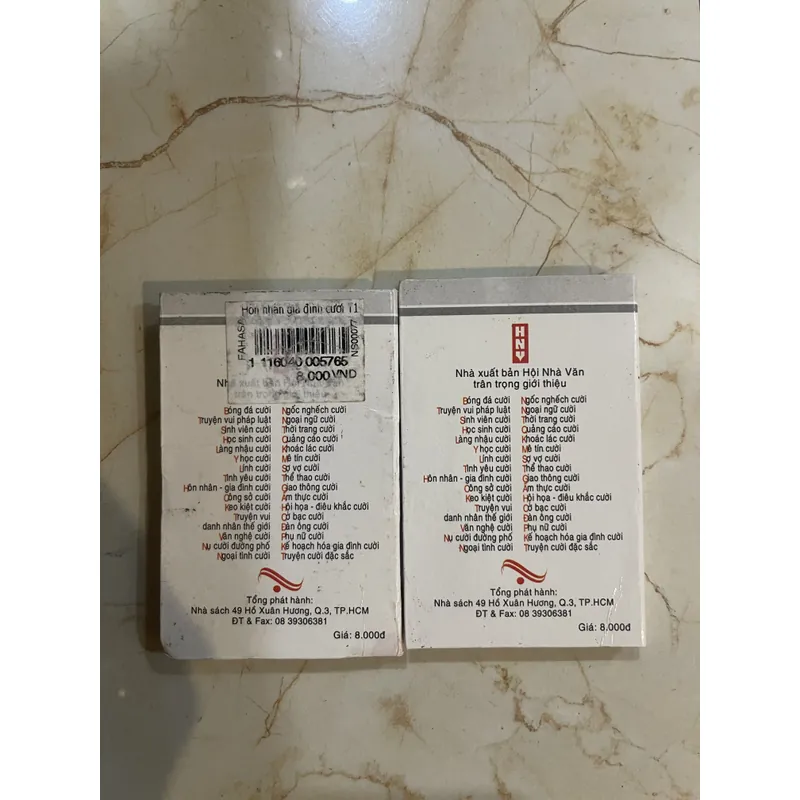 Hôn nhân gia đình cười T1
FAHASA
NS00077
1 116040 005765
8.000 VND
Nhà xuất bản Hội Nhà Văn
trân trọng giới thiệu
Bóng đá cười Ngốc nghếch cười
Truyện vui pháp luật Ngoại ngữ cười
Sinh viên cười Thời trang cười
Học sinh cười Quảng cáo cười
Làng nhậu cười Khoác lác cười
Y học cười Mê tín cười
Lính cười Sợ vợ cười
Tình yêu cười Thể thao cười
Hôn nhân - gia đình cười Giao thông cười
Công sở cười Ẩm thực cười
Keo kiệt cười Hội họa - điêu khắc cười
Truyện vui Cờ bạc cười
danh nhân thế giới Đàn ông cười
Văn nghệ cười Phụ nữ cười
Nụ cười đường phố Kế hoạch hóa gia đình cười
Ngoại tình cười Truyện cười đặc sắc
Tổng phát hành:
Nhà sách 49 Hồ Xuân Hương, Q.3, TP.HCM
ĐT & Fax: 08 39306381
Giá: 8.000đ
HNV
Nhà xuất bản Hội Nhà Văn
trân trọng giới thiệu
Bóng đá cười Ngốc nghếch cười
Truyện vui pháp luật Ngoại ngữ cười
Sinh viên cười Thời trang cười
Học sinh cười Quảng cáo cười
Làng nhậu cười Khoác lác cười
Y học cười Mê tín cười
Lính cười Sợ vợ cười
Tình yêu cười Thể thao cười
Hôn nhân - gia đình cười Giao thông cười
Công sở cười Ẩm thực cười
Keo kiệt cười Hội họa - điêu khắc cười
Truyện vui Cờ bạc cười
danh nhân thế giới Đàn ông cười
Văn nghệ cười Phụ nữ cười
Nụ cười đường phố Kế hoạch hóa gia đình cười
Ngoại tình cười Truyện cười đặc sắc
Tổng phát hành:
Nhà sách 49 Hồ Xuân Hương, Q.3, TP.HCM
ĐT & Fax: 08 39306381
Giá: 8.000đ